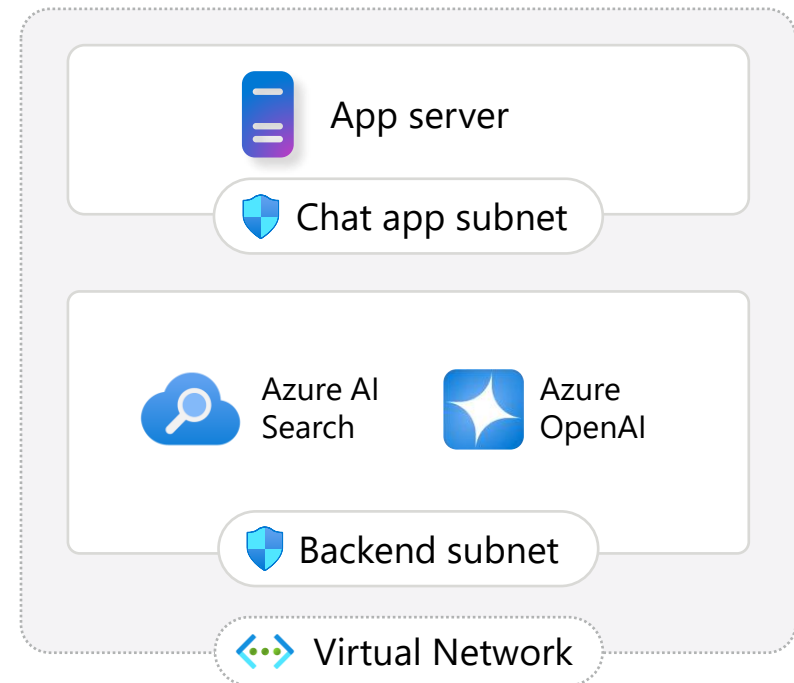 App server
Chat app subnet
Azure AI
Search
Azure
OpenAI
Backend subnet
Virtual Network